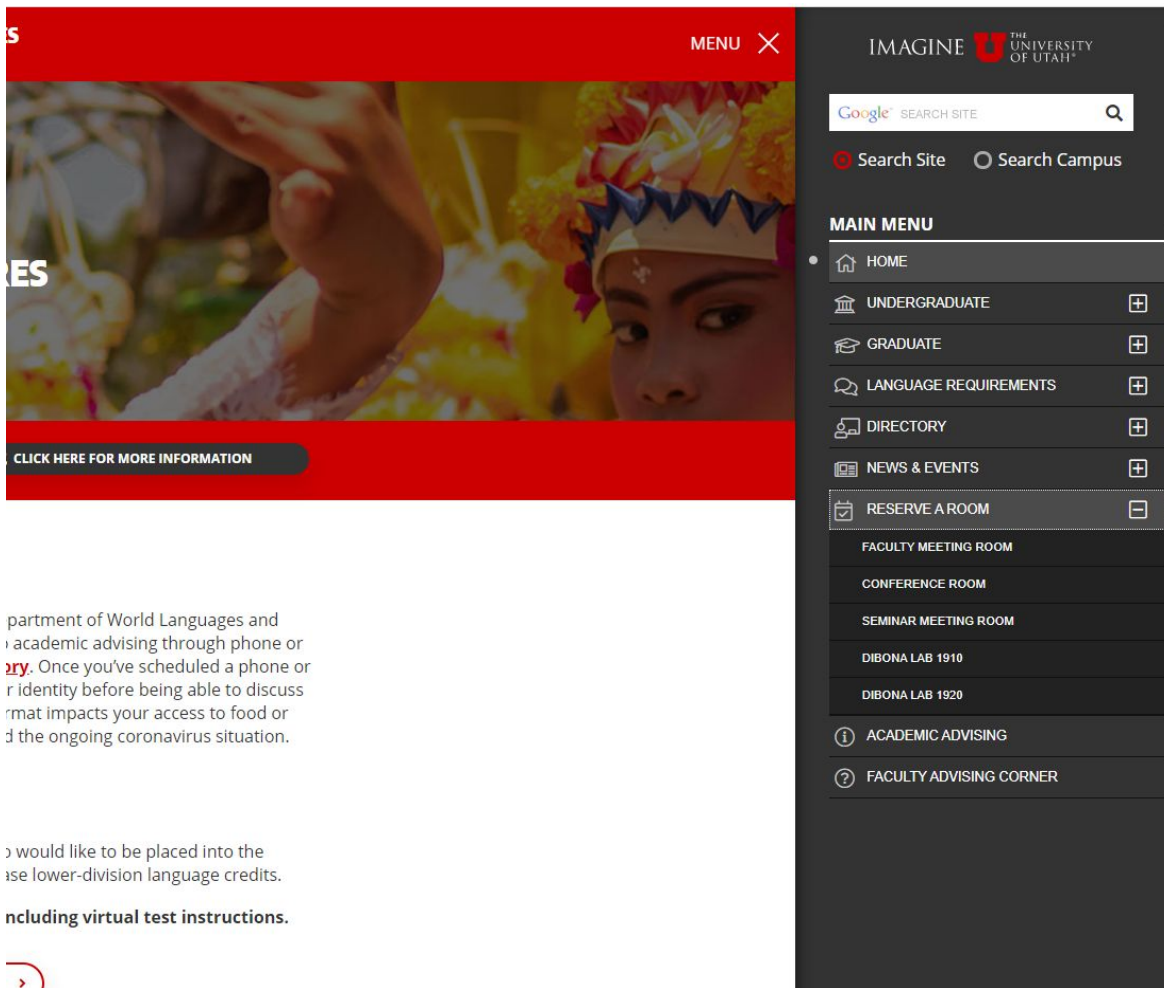 MENU
RES
CLICK HERE FOR MORE INFORMATION
partment of World Languages and
academic advising through phone or
ory. Once you've scheduled a phone or
r identity before being able to discuss
rmat impacts your access to food or
d the ongoing coronavirus situation.
would like to be placed into the
ase lower-division language credits.
ncluding virtual test instructions.
IMAGINE U THE UNIVERSITY OF UTAH®
Google™ SEARCH SITE
Search Site Search Campus
MAIN MENU
HOME
UNDERGRADUATE
GRADUATE
LANGUAGE REQUIREMENTS
DIRECTORY
NEWS & EVENTS
RESERVE A ROOM
FACULTY MEETING ROOM
CONFERENCE ROOM
SEMINAR MEETING ROOM
DIBONA LAB 1910
DIBONA LAB 1920
ACADEMIC ADVISING
FACULTY ADVISING CORNER